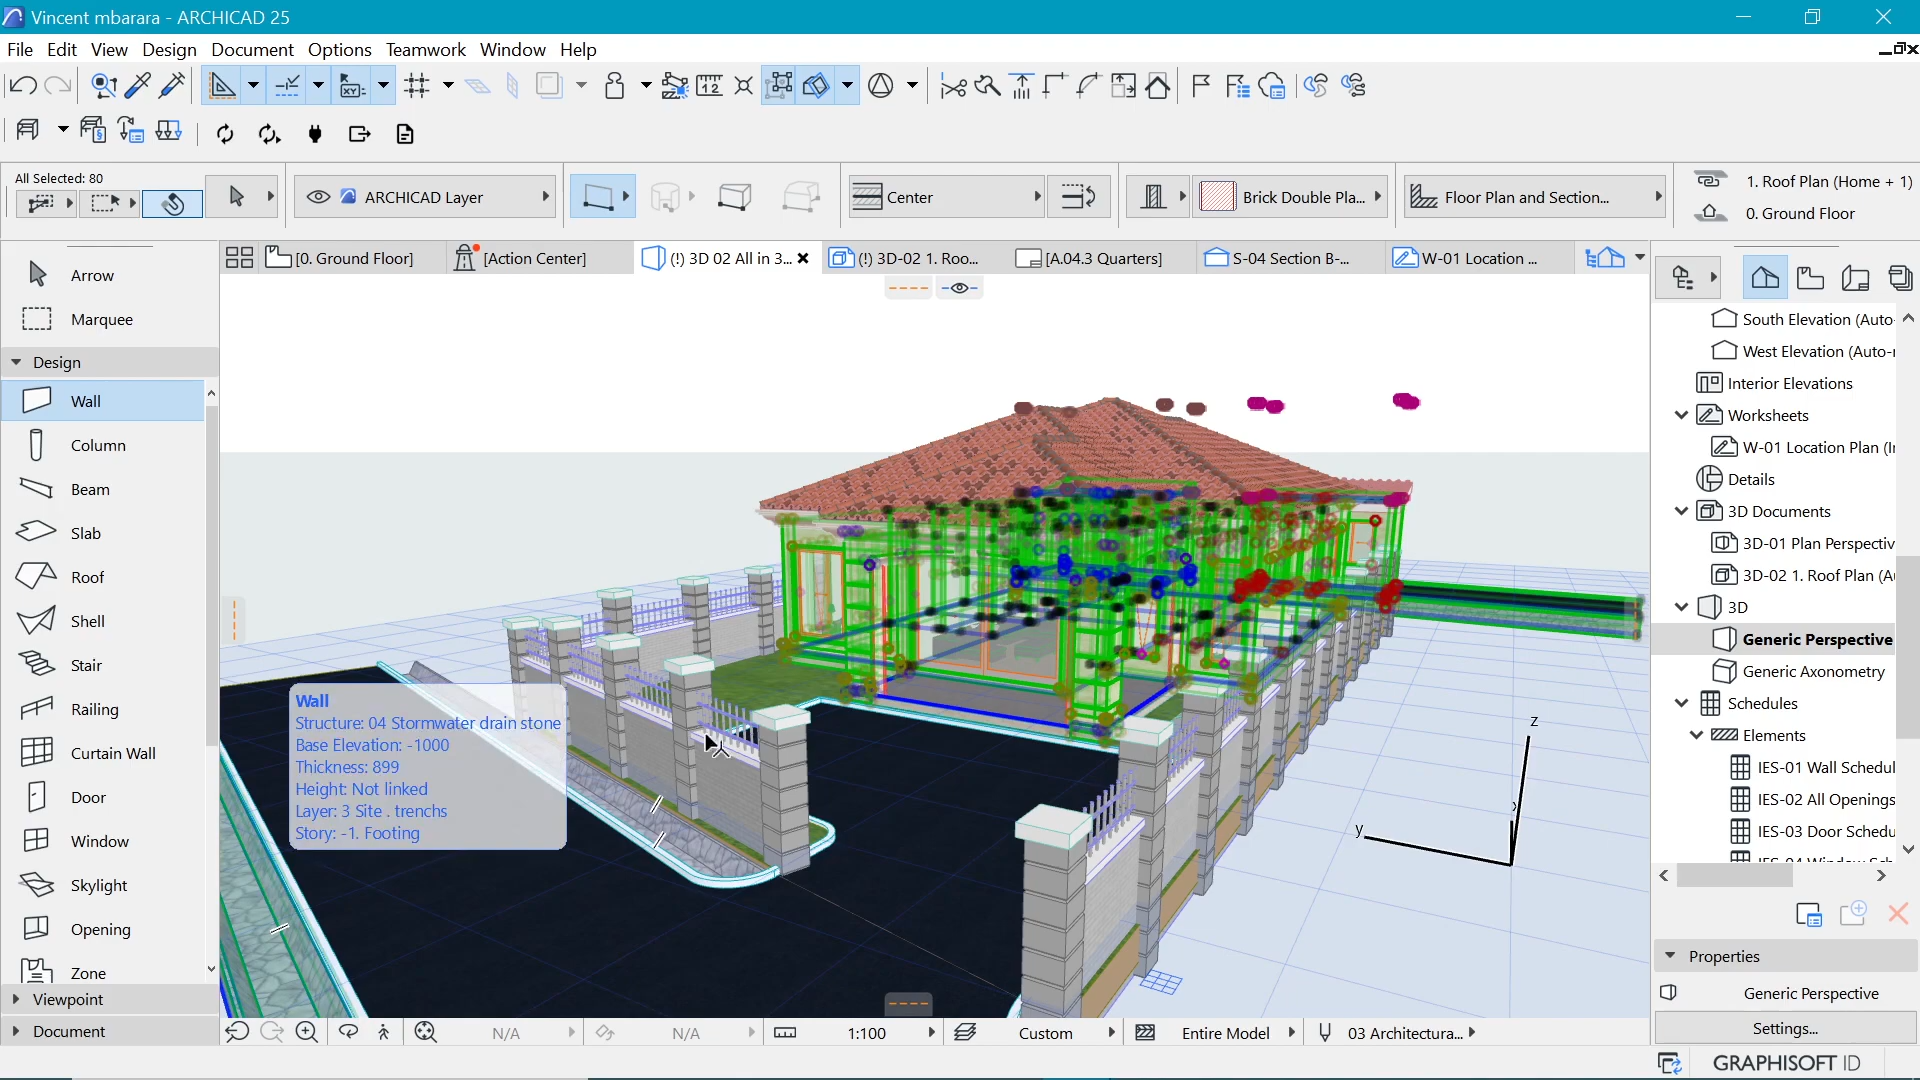 Vincent mbarara - ARCHICAD 25
File Edit View Design Document Options Teamwork Window Help
All Selected: 80
ARCHICAD Layer
Center
Brick Double Pla...
Floor Plan and Section...
1. Roof Plan (Home + 1)
0. Ground Floor
[0. Ground Floor]
[Action Center]
(!) 3D 02 All in 3...
(!) 3D-02 1. Roo...
[A.04.3 Quarters]
S-04 Section B-...
W-01 Location ...
Arrow
Marquee
Design
Wall
Column
Beam
Slab
Roof
Shell
Stair
Railing
Curtain Wall
Door
Window
Skylight
Opening
Zone
Viewpoint
Document
Wall
Structure: 04 Stormwater drain stone
Base Elevation: -1000
Thickness: 899
Height: Not linked
Layer: 3 Site . trenchs
Story: -1. Footing
z
y
x
South Elevation (Auto-
West Elevation (Auto-r
Interior Elevations
Worksheets
W-01 Location Plan (I
Details
3D Documents
3D-01 Plan Perspectiv
3D-02 1. Roof Plan (A
3D
Generic Perspective
Generic Axonometry
Schedules
Elements
IES-01 Wall Schedul
IES-02 All Openings
IES-03 Door Schedu
Properties
Generic Perspective
Settings...
N/A
N/A
1:100
Custom
Entire Model
03 Architectura...
GRAPHISOFT ID